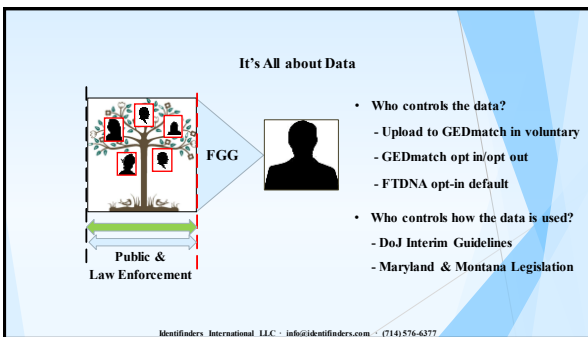 It's All about Data
FGG
Public &
Law Enforcement
• Who controls the data?
- Upload to GEDmatch in voluntary
- GEDmatch opt in/opt out
- FTDNA opt-in default
• Who controls how the data is used?
- DoJ Interim Guidelines
- Maryland & Montana Legislation
Identifinders International LLC · info@identifinders.com · (714) 576-6377